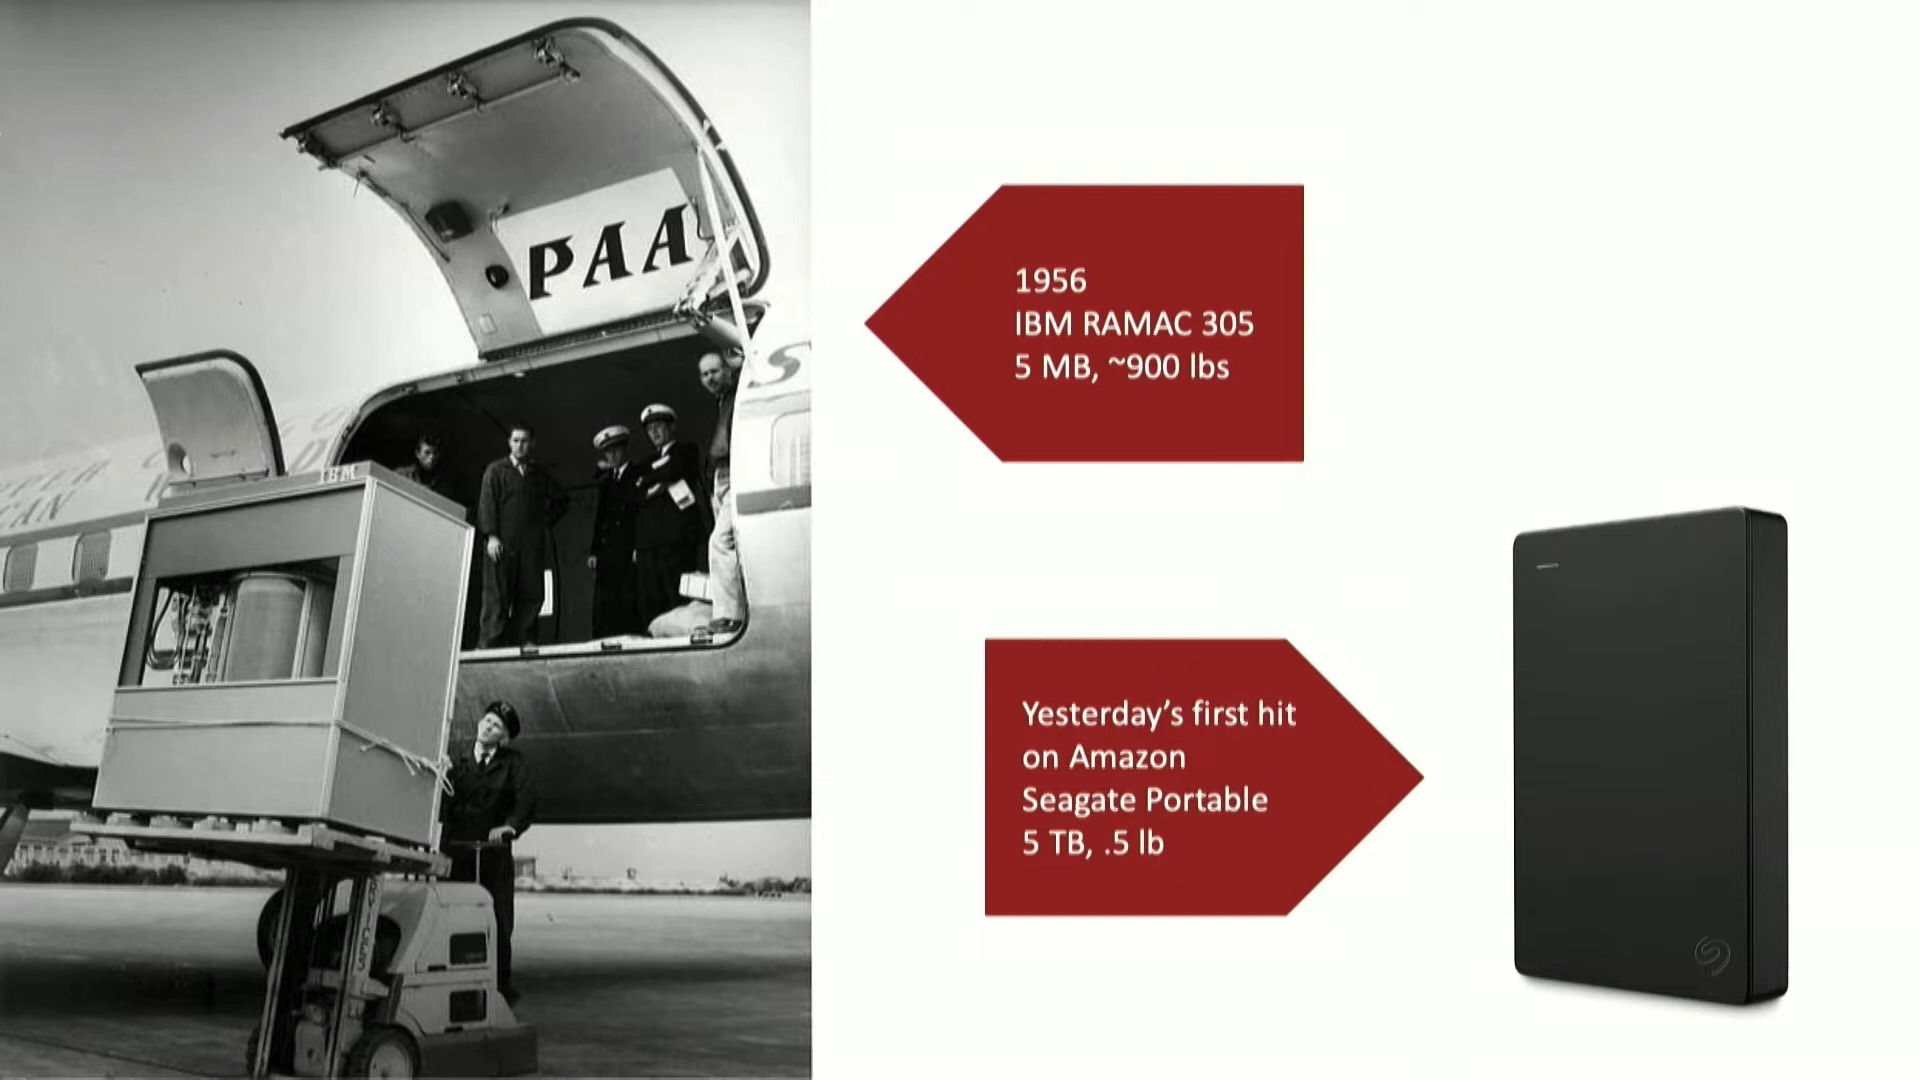 PAA
IBM
CAN
1956
IBM RAMAC 305
5 MB, ~900 lbs
Yesterday's first hit
on Amazon
Seagate Portable
5 TB, .5 lb